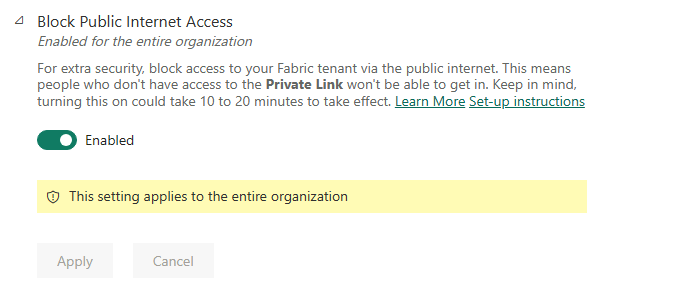 Block Public Internet Access
Enabled for the entire organization
For extra security, block access to your Fabric tenant via the public internet. This means
people who don't have access to the Private Link won't be able to get in. Keep in mind,
turning this on could take 10 to 20 minutes to take effect. Learn More Set-up instructions
Enabled
This setting applies to the entire organization
Apply Cancel